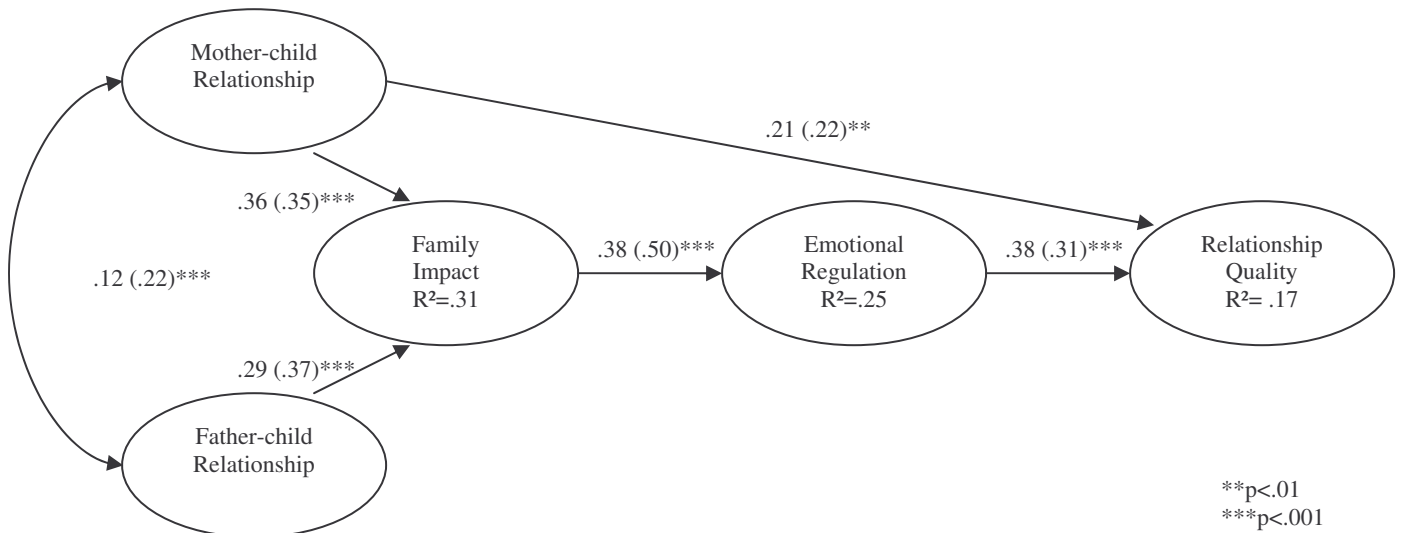 Mother-child
Relationship
.21 (.22)**
.36 (.35)***
Family
Impact
R²=.31
.38 (.50)***
Emotional
Regulation
R²=.25
.38 (.31)***
Relationship
Quality
R²= .17
.12 (.22)***
.29 (.37)***
Father-child
Relationship
**p<.01
***p<.001